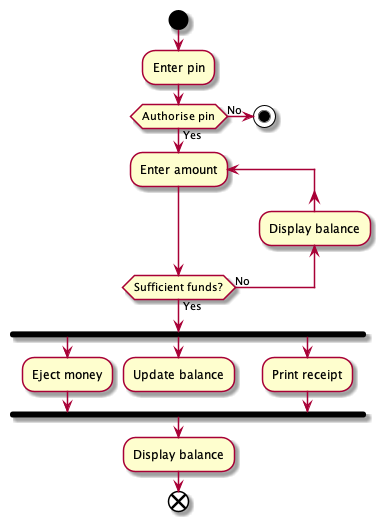 Enter pin
Authorise pin
No
Yes
Enter amount
Display balance
Sufficient funds?
No
Yes
Eject money
Update balance
Print receipt
Display balance